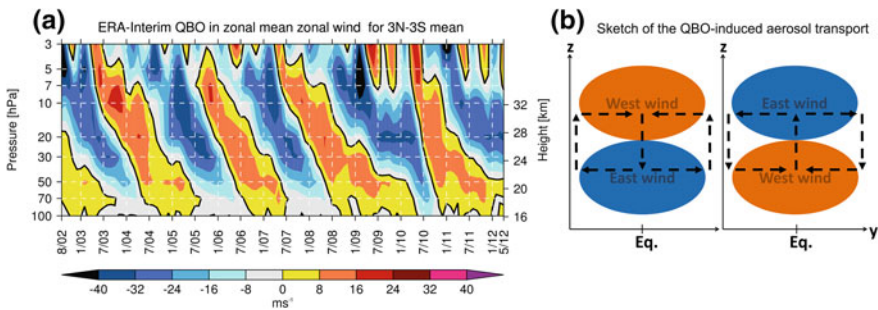 (a) ERA-Interim QBO in zonal mean zonal wind for 3N-3S mean
Pressure [hPa]
3
5
7
10
20
30
50
70
100
Height [km]
32
28
24
20
16
8/02
1/03
7/03
1/04
7/04
1/05
7/05
1/06
7/06
1/07
7/07
1/08
7/08
1/09
7/09
1/10
7/10
1/11
7/11
1/12
5/12
-40 -32 -24 -16 -8 0 8 16 24 32 40
ms⁻¹
(b) Sketch of the QBO-induced aerosol transport
z
West wind
East wind
Eq.
z
East wind
West wind
Eq.
y